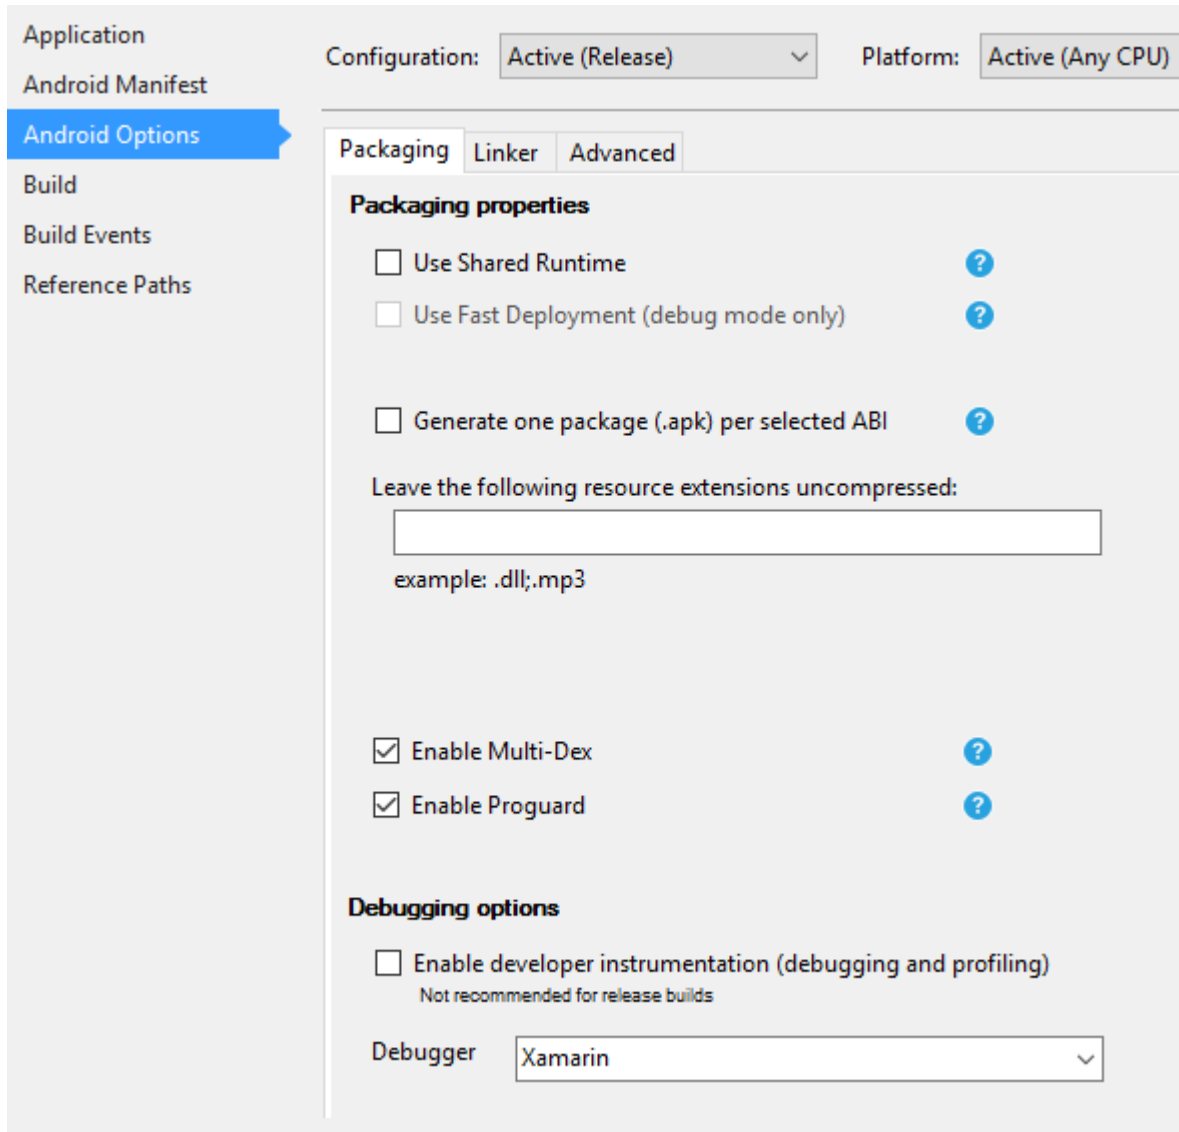 Application
Android Manifest
Android Options
Build
Build Events
Reference Paths
Configuration: Active (Release) Platform: Active (Any CPU)
Packaging Linker Advanced
Packaging properties
Use Shared Runtime ?
Use Fast Deployment (debug mode only) ?
Generate one package (.apk) per selected ABI ?
Leave the following resource extensions uncompressed:
example: .dll;.mp3
Enable Multi-Dex ?
Enable Proguard ?
Debugging options
Enable developer instrumentation (debugging and profiling)
Not recommended for release builds
Debugger Xamarin